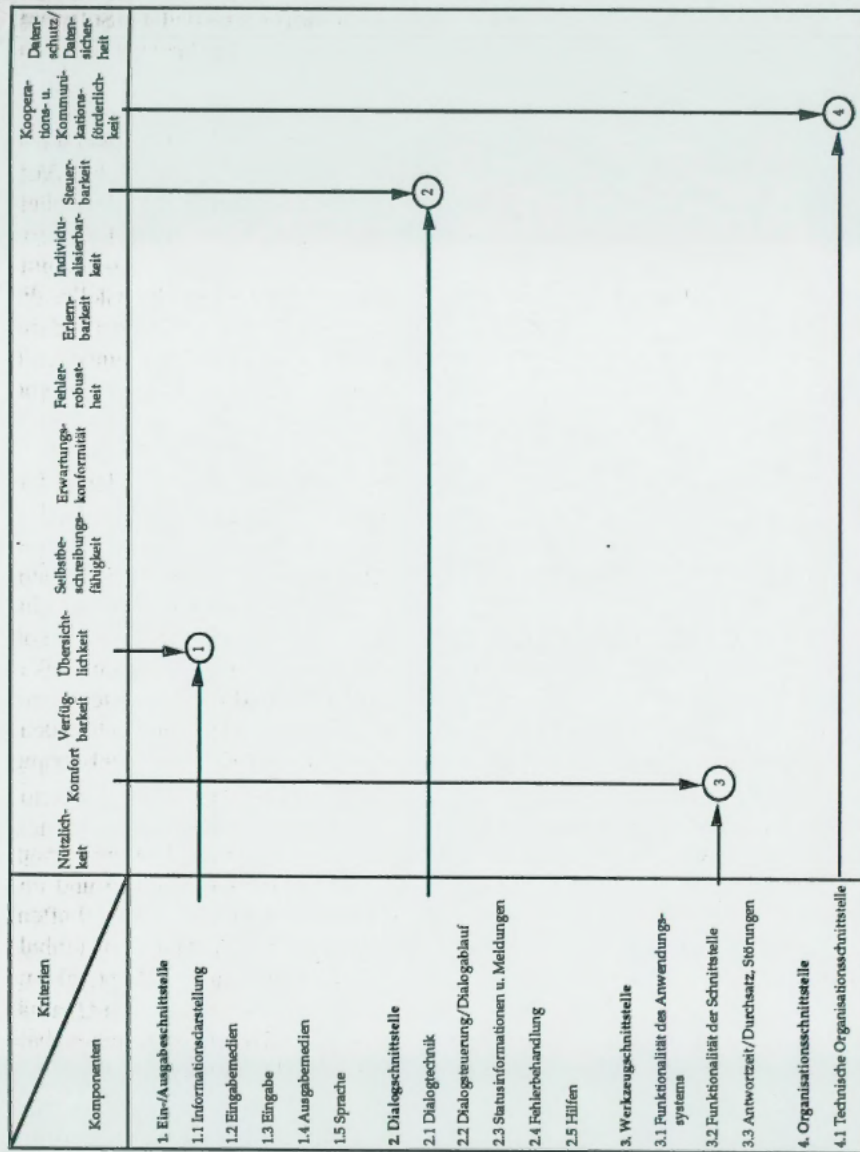 Kriterien
Komponenten
Nützlich-
keit
Komfort
Verfüg-
barkeit
Übersicht-
lichkeit
Selbstbe-
schreibungs-
fähigkeit
Erwartungs-
konformität
Fehler-
robust-
heit
Erlern-
barkeit
Individu-
alisierbar-
keit
Steuer-
barkeit
Koopera-
tions- u.
Kommuni-
kations-
förderlich-
keit
Daten-
schutz/
Daten-
sicher-
heit
1. Ein-/Ausgabeschnittstelle
1.1 Informationsdarstellung
1
1.2 Eingabemedien
1.3 Eingabe
1.4 Ausgabemedien
1.5 Sprache
2. Dialogschnittstelle
2.1 Dialogtechnik
2
2.2 Dialogsteuerung/Dialogablauf
2.3 Statusinformationen u. Meldungen
2.4 Fehlerbehandlung
2.5 Hilfen
3. Werkzeugschnittstelle
3.1 Funktionalität des Anwendungs-
systems
3.2 Funktionalität der Schnittstelle
3
3.3 Antwortzeit/Durchsatz, Störungen
4. Organisationsschnittstelle
4.1 Technische Organisationsschnittstelle
4